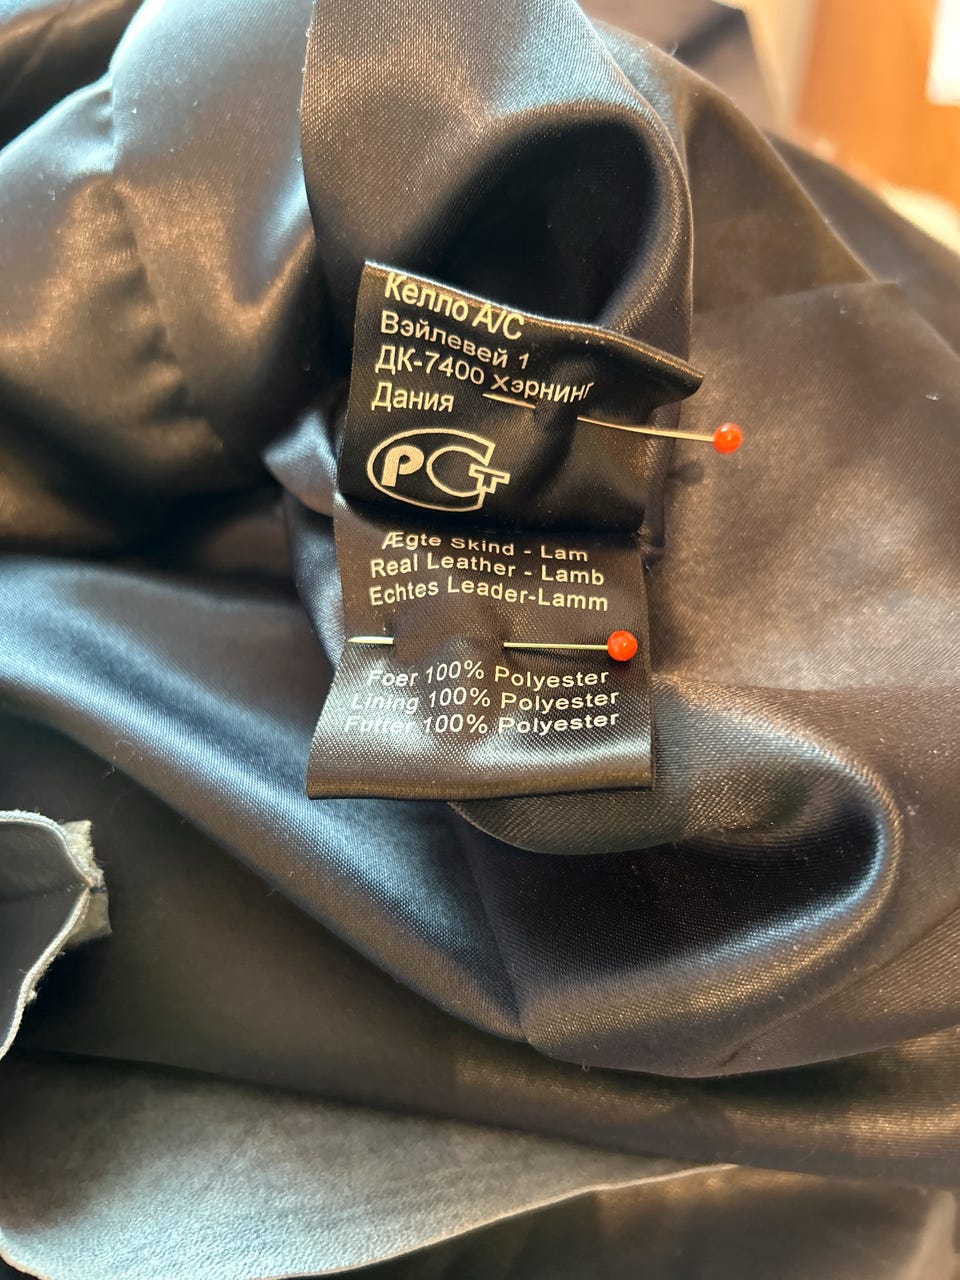 Келло А/С
Вэйлевей 1
ДК-7400 Хэрнинг
Дания
РСТ
Ægte Skind - Lam
Real Leather - Lamb
Echtes Leader-Lamm
Foer 100% Polyester
Lining 100% Polyester
Futter 100% Polyester